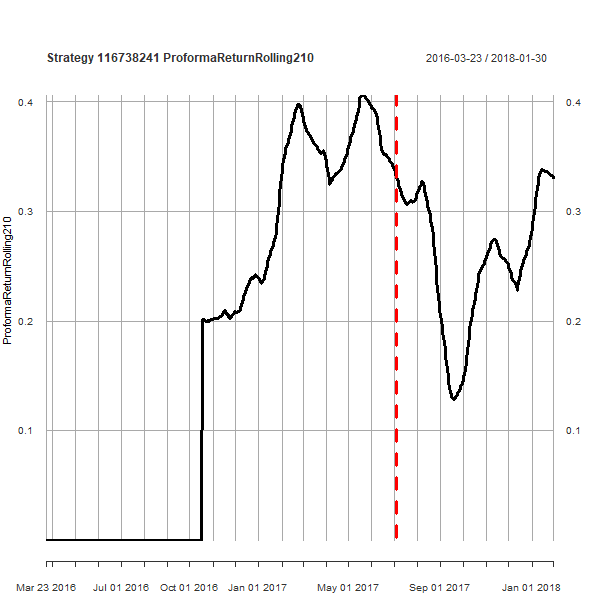 Strategy 116738241 ProformaReturnRolling210
2016-03-23 / 2018-01-30
0.4 0.4
0.3 0.3
0.2 0.2
0.1 0.1
ProformaReturnRolling210
Mar 23 2016 Jul 01 2016 Oct 01 2016 Jan 01 2017 May 01 2017 Sep 01 2017 Jan 01 2018